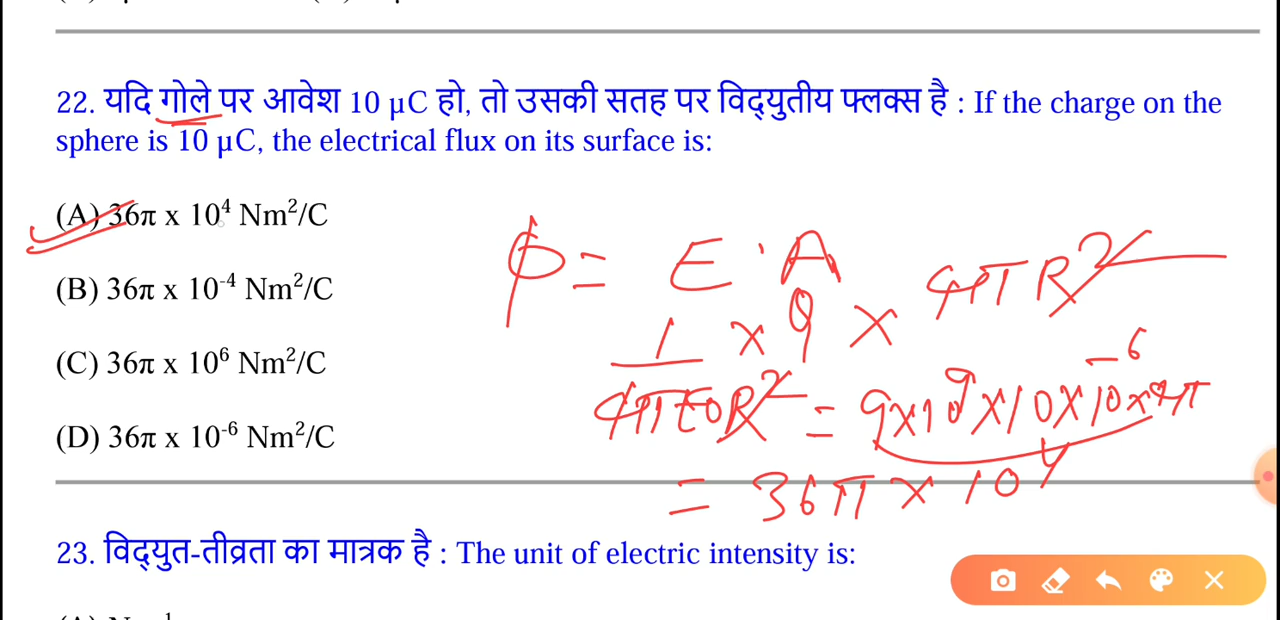 22. यदि गोले पर आवेश 10 μC हो, तो उसकी सतह पर विद्युतीय फ्लक्स है : If the charge on the
sphere is 10 μC, the electrical flux on its surface is:
(A) 36π x 10⁴ Nm²/C
(B) 36π x 10⁻⁴ Nm²/C
(C) 36π x 10⁶ Nm²/C
(D) 36π x 10⁻⁶ Nm²/C
ϕ = E · A
1 × q × 4πR²
4πε0R² = 9×10⁹×10×10⁻⁶×4π
= 36π × 10⁴
23. विद्युत-तीव्रता का मात्रक है : The unit of electric intensity is: